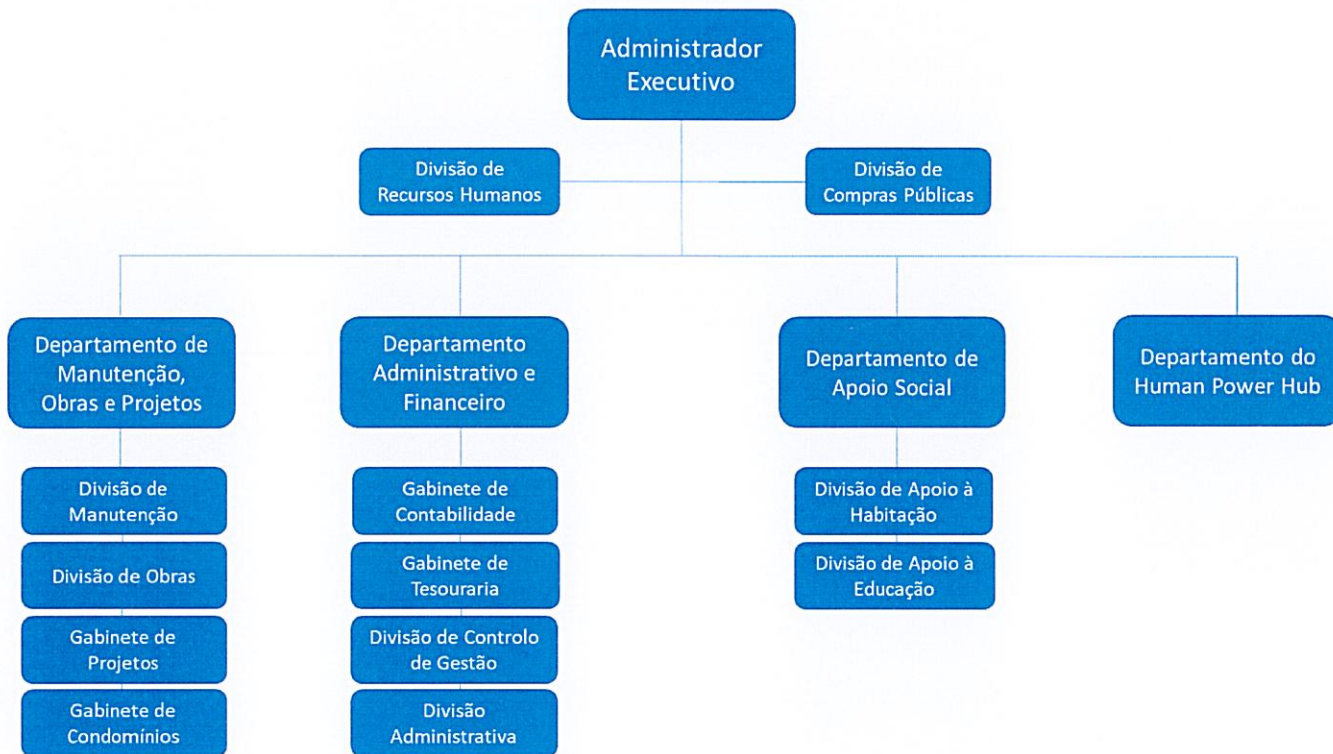 Administrador
Executivo
Divisão de
Recursos Humanos
Divisão de
Compras Públicas
Departamento de
Manutenção,
Obras e Projetos
Departamento
Administrativo e
Financeiro
Departamento de
Apoio Social
Departamento do
Human Power Hub
Divisão de
Manutenção
Divisão de Obras
Gabinete de
Projetos
Gabinete de
Condomínios
Gabinete de
Contabilidade
Gabinete de
Tesouraria
Divisão de Controlo
de Gestão
Divisão
Administrativa
Divisão de Apoio à
Habitação
Divisão de Apoio à
Educação